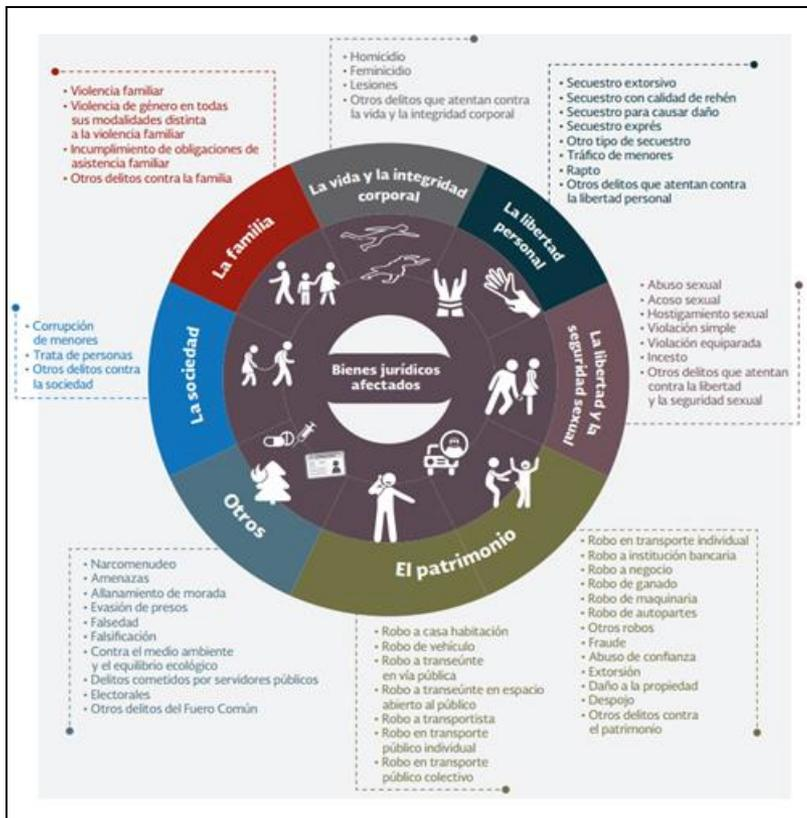 • Homicidio
• Feminicidio
• Lesiones
• Otros delitos que atentan contra
la vida y la integridad corporal
• Violencia familiar
• Violencia de género en todas
sus modalidades distinta
a la violencia familiar
• Incumplimiento de obligaciones de
asistencia familiar
• Otros delitos contra la familia
• Secuestro extorsivo
• Secuestro con calidad de rehén
• Secuestro para causar daño
• Secuestro exprés
• Otro tipo de secuestro
• Tráfico de menores
• Rapto
• Otros delitos que atentan contra
la libertad personal
La vida y la integridad
corporal
La familia
La libertad
personal
• Abuso sexual
• Acoso sexual
• Hostigamiento sexual
• Violación simple
• Violación equiparada
• Incesto
• Otros delitos que atentan
contra la libertad
y la seguridad sexual
• Corrupción
de menores
• Trata de personas
• Otros delitos contra
la sociedad
La sociedad
Bienes jurídicos
afectados
La libertad y la
seguridad sexual
Otros
El patrimonio
• Narcomenudeo
• Amenazas
• Allanamiento de morada
• Evasión de presos
• Falsedad
• Falsificación
• Contra el medio ambiente
y el equilibrio ecológico
• Delitos cometidos por servidores públicos
• Electorales
• Otros delitos del Fuero Común
• Robo a casa habitación
• Robo de vehículo
• Robo a transeúnte
en vía pública
• Robo a transeúnte en espacio
abierto al público
• Robo a transportista
• Robo en transporte
público individual
• Robo en transporte
público colectivo
• Robo en transporte individual
• Robo a institución bancaria
• Robo a negocio
• Robo de ganado
• Robo de maquinaria
• Robo de autopartes
• Otros robos
• Fraude
• Abuso de confianza
• Extorsión
• Daño a la propiedad
• Despojo
• Otros delitos contra
el patrimonio